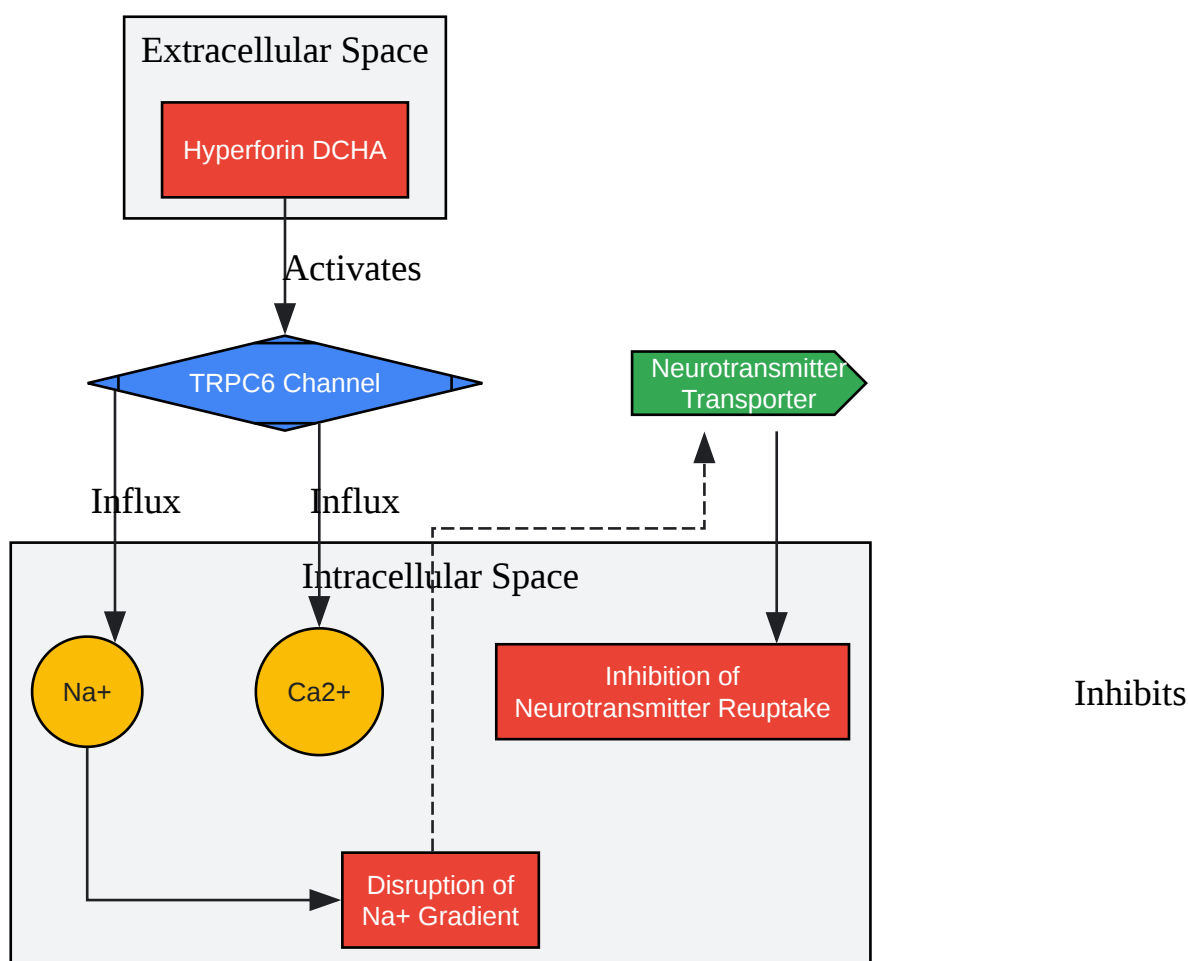 Extracellular Space
Hyperforin DCHA
Activates
TRPC6 Channel
Neurotransmitter
Transporter
Influx
Influx
Intracellular Space
Na+
Ca2+
Inhibition of
Neurotransmitter Reuptake
Inhibits
Disruption of
Na+ Gradient